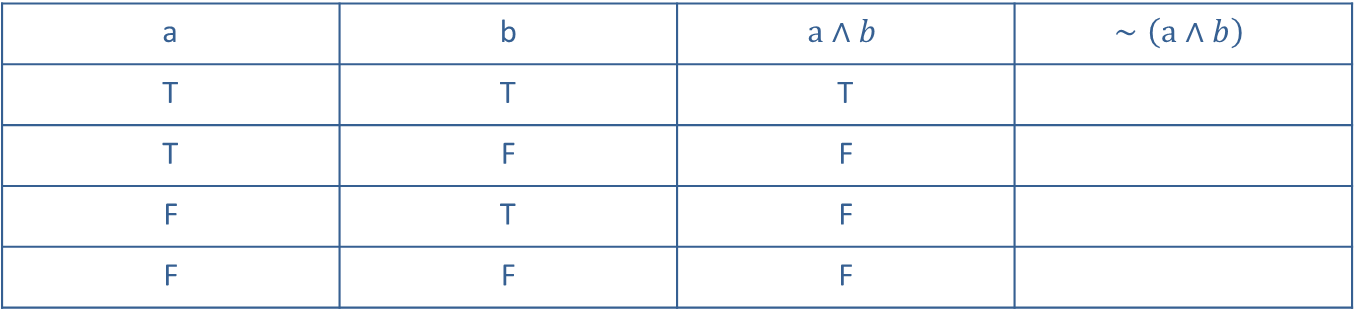 a b a ∧ b ~ (a ∧ b)
T T T
T F F
F T F
F F F